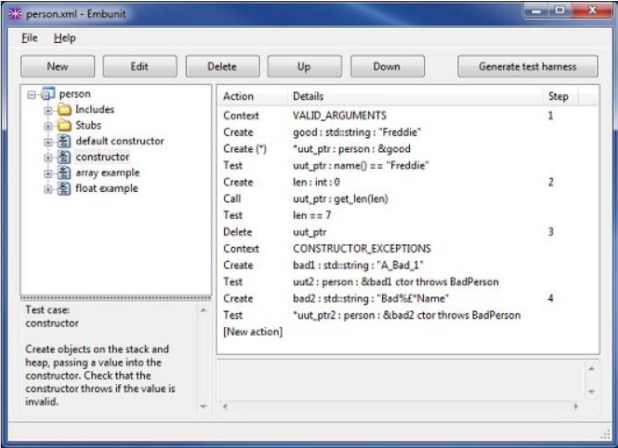 person.xml - Embunit
File Help
New Edit Delete Up Down Generate test harness
person
Includes
Stubs
default constructor
constructor
array example
float example
Test case:
constructor
Create objects on the stack and
heap, passing a value into the
constructor. Check that the
constructor throws if the value is
invalid.
Action Details Step
Context VALID_ARGUMENTS 1
Create good : std::string : "Freddie"
Create (*) *uut_ptr : person : &good
Test uut_ptr : name() == "Freddie"
Create len : int : 0 2
Call uut_ptr : get_len(len)
Test len == 7
Delete uut_ptr 3
Context CONSTRUCTOR_EXCEPTIONS
Create bad1 : std::string : "A_Bad_1"
Test uut2 : person : &bad1 ctor throws BadPerson
Create bad2 : std::string : "Bad%£*Name" 4
Test *uut_ptr2 : person : &bad2 ctor throws BadPerson
[New action]